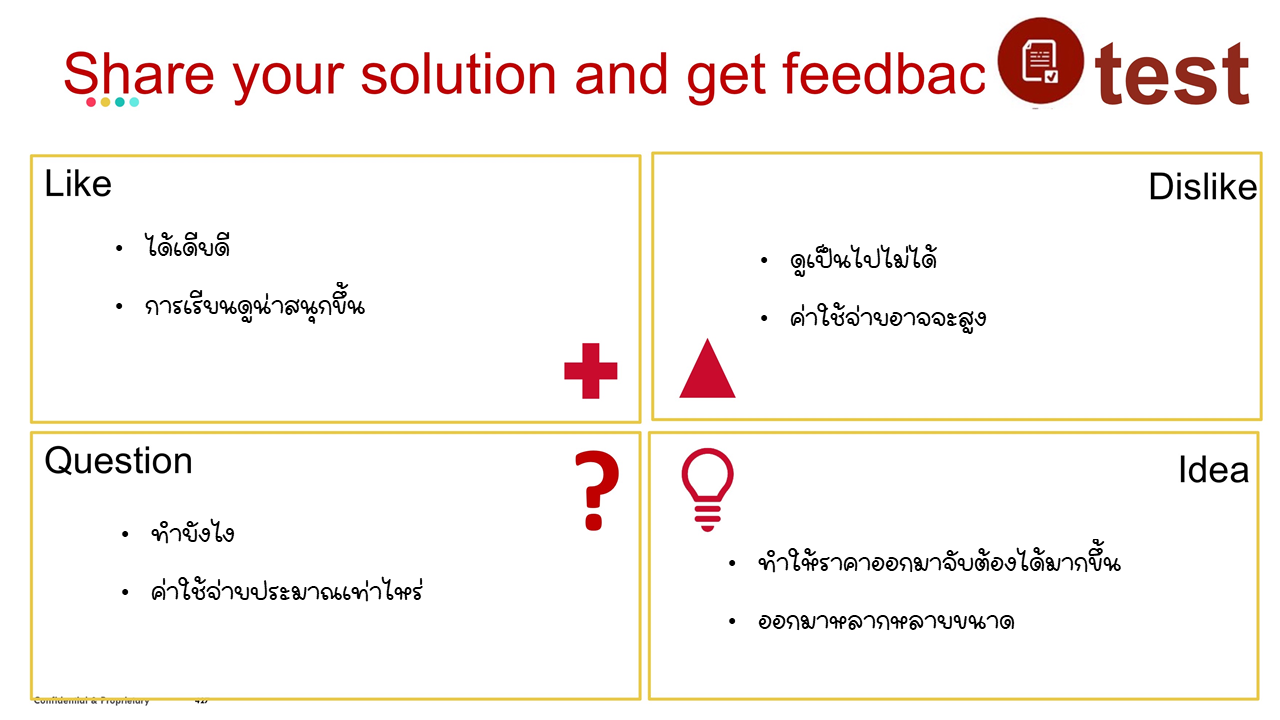 Share your solution and get feedbac
test
Like
• ได้เดียดี
• การเรียนดูน่าสนุกขึ้น
Dislike
• ดูเป็นไปไม่ได้
• ค่าใช้จ่ายอาจจะสูง
Question
?
• ทำยังไง
• ค่าใช้จ่ายประมาณเท่าไหร่
Idea
• ทำให้ราคาออกมาจับต้องได้มากขึ้น
• ออกมาหลากหลายขนาด
Confidential & Proprietary